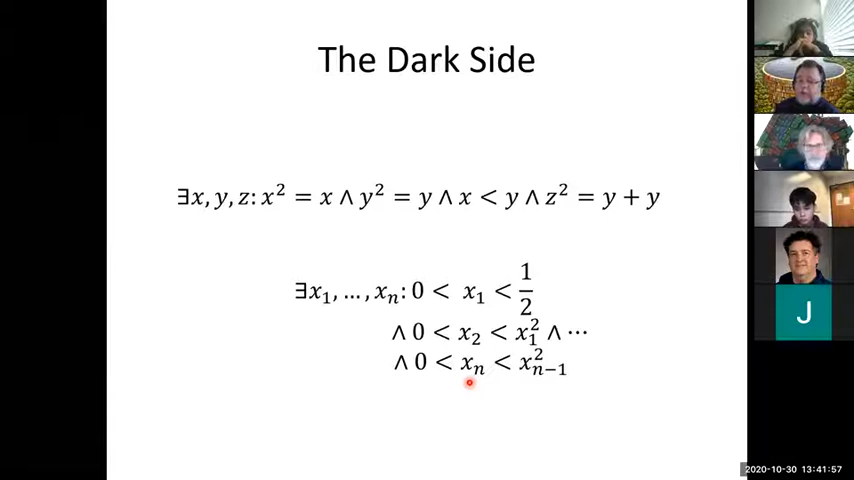 The Dark Side
∃x, y, z: x² = x ∧ y² = y ∧ x < y ∧ z² = y + y
∃x₁, …, xₙ: 0 < x₁ < 1/2
∧ 0 < x₂ < x₁² ∧ ⋯
∧ 0 < xₙ < xₙ₋₁²
J
2020-10-30 13:41:57